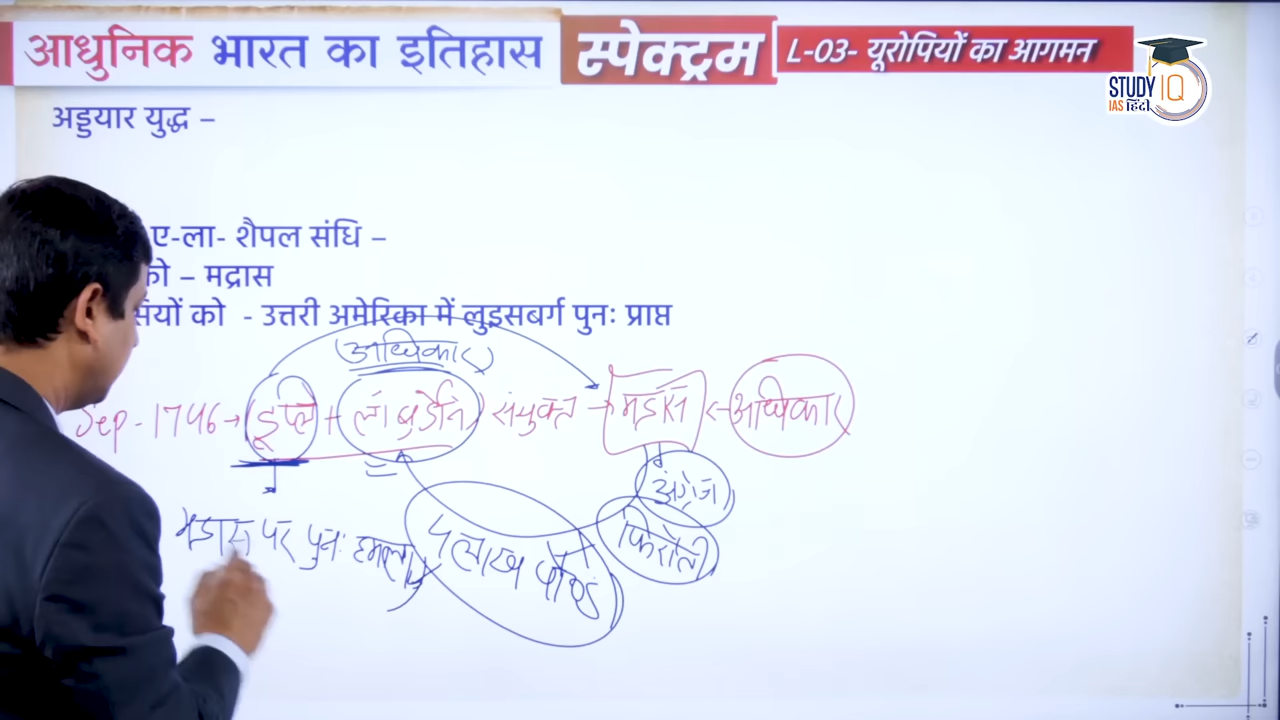 आधुनिक भारत का इतिहास स्पेक्ट्रम L-03- यूरोपियों का आगमन
STUDY IQ
IAS हिंदी
अड्डयार युद्ध –
ए-ला- शैपल संधि –
को – मद्रास
सियों को - उत्तरी अमेरिका में लुइसबर्ग पुनः प्राप्त
(अधिकार)
Sep - 1746 → डूप्ले + ला बुर्डोने संयुक्त → मद्रास ← अधिकार
अंग्रेज
मद्रास पर पुनः हमला 4 लाख पौण्ड फिरौती